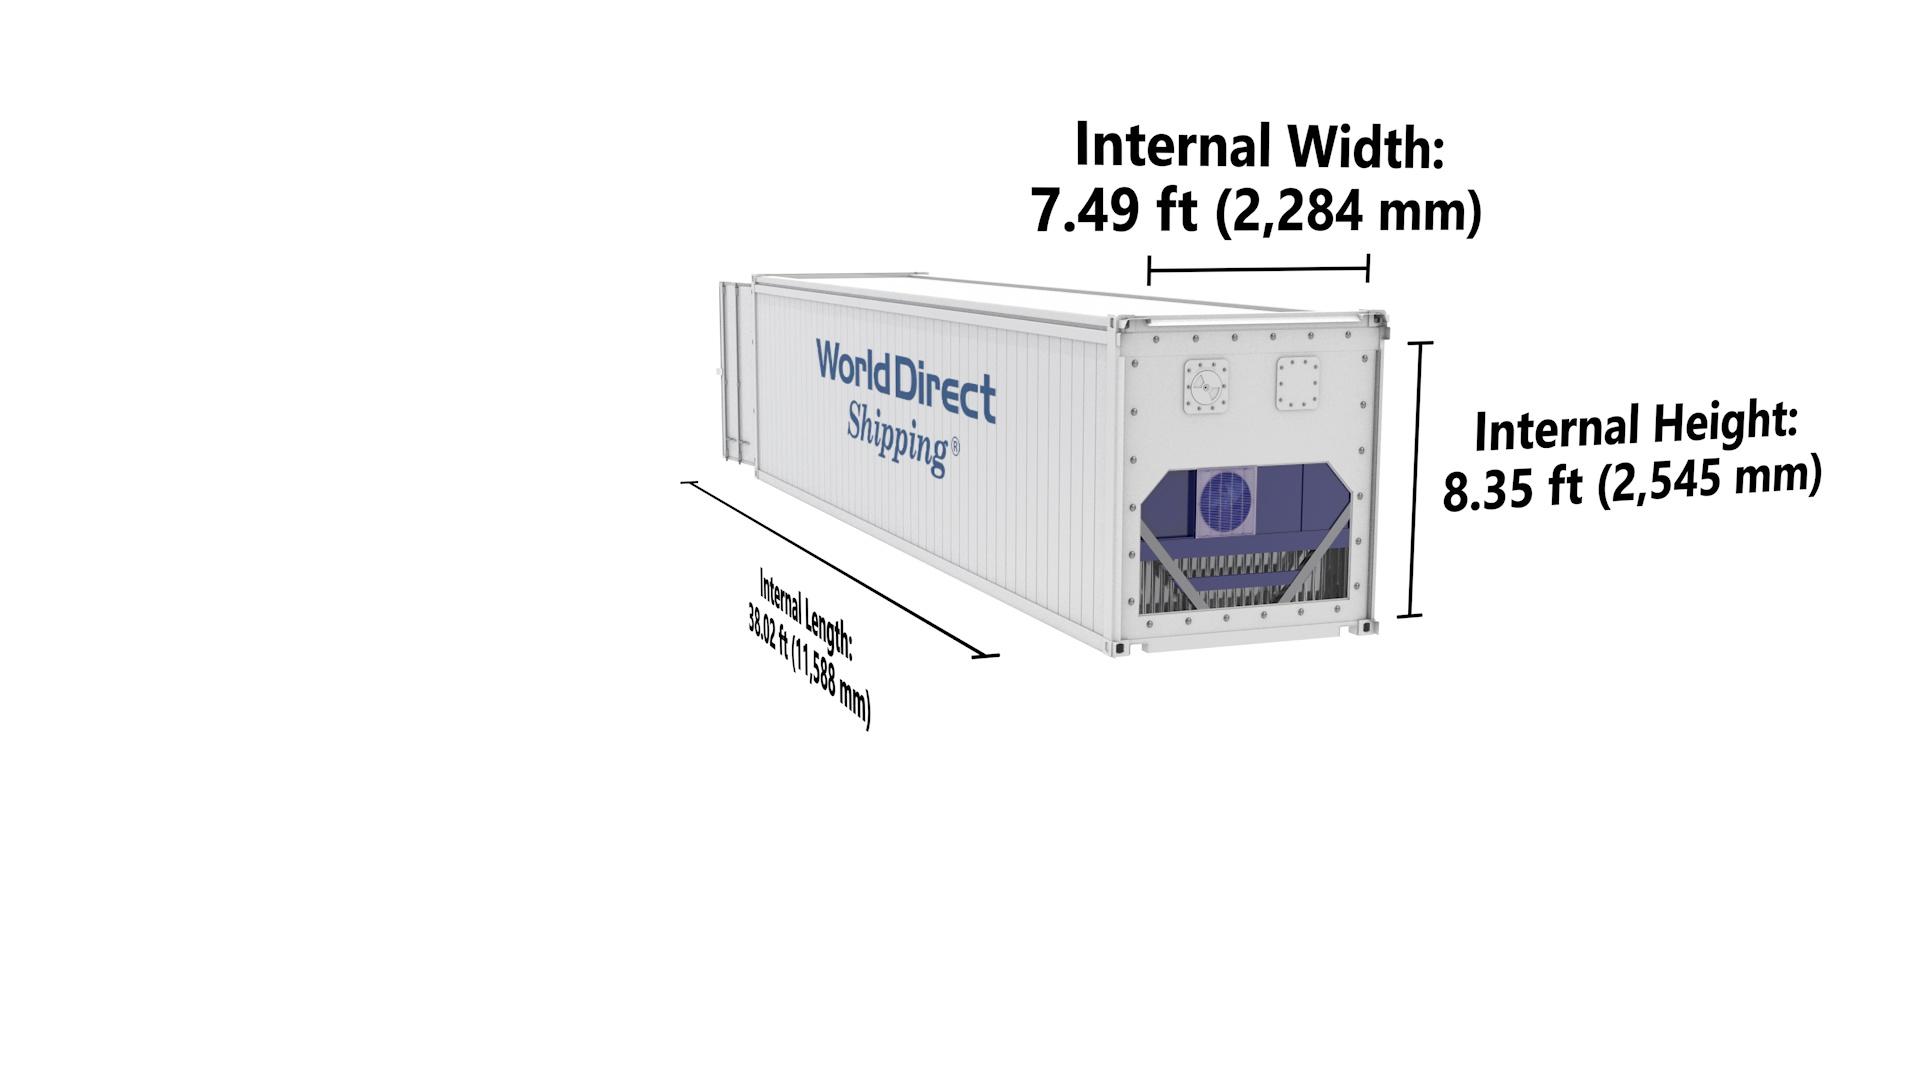 Internal Width:
7.49 ft (2,284 mm)
World Direct
Shipping®
Internal Height:
8.35 ft (2,545 mm)
Internal Length:
38.02 ft (11,588 mm)